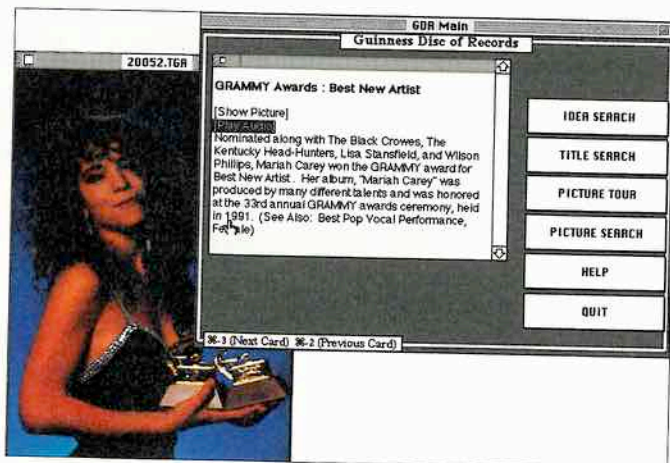 GDR Main
Guinness Disc of Records
20052.TGA
GRAMMY Awards : Best New Artist
[Show Picture]
[Play Audio]
Nominated along with The Black Crowes, The
Kentucky Head-Hunters, Lisa Stansfield, and Wilson
Phillips, Mariah Carey won the GRAMMY award for
Best New Artist. Her album, "Mariah Carey" was
produced by many different talents and was honored
at the 33rd annual GRAMMY awards ceremony, held
in 1991. (See Also: Best Pop Vocal Performance,
Female)
IDEA SEARCH
TITLE SEARCH
PICTURE TOUR
PICTURE SEARCH
HELP
QUIT
⌘-3 (Next Card) ⌘-2 (Previous Card)